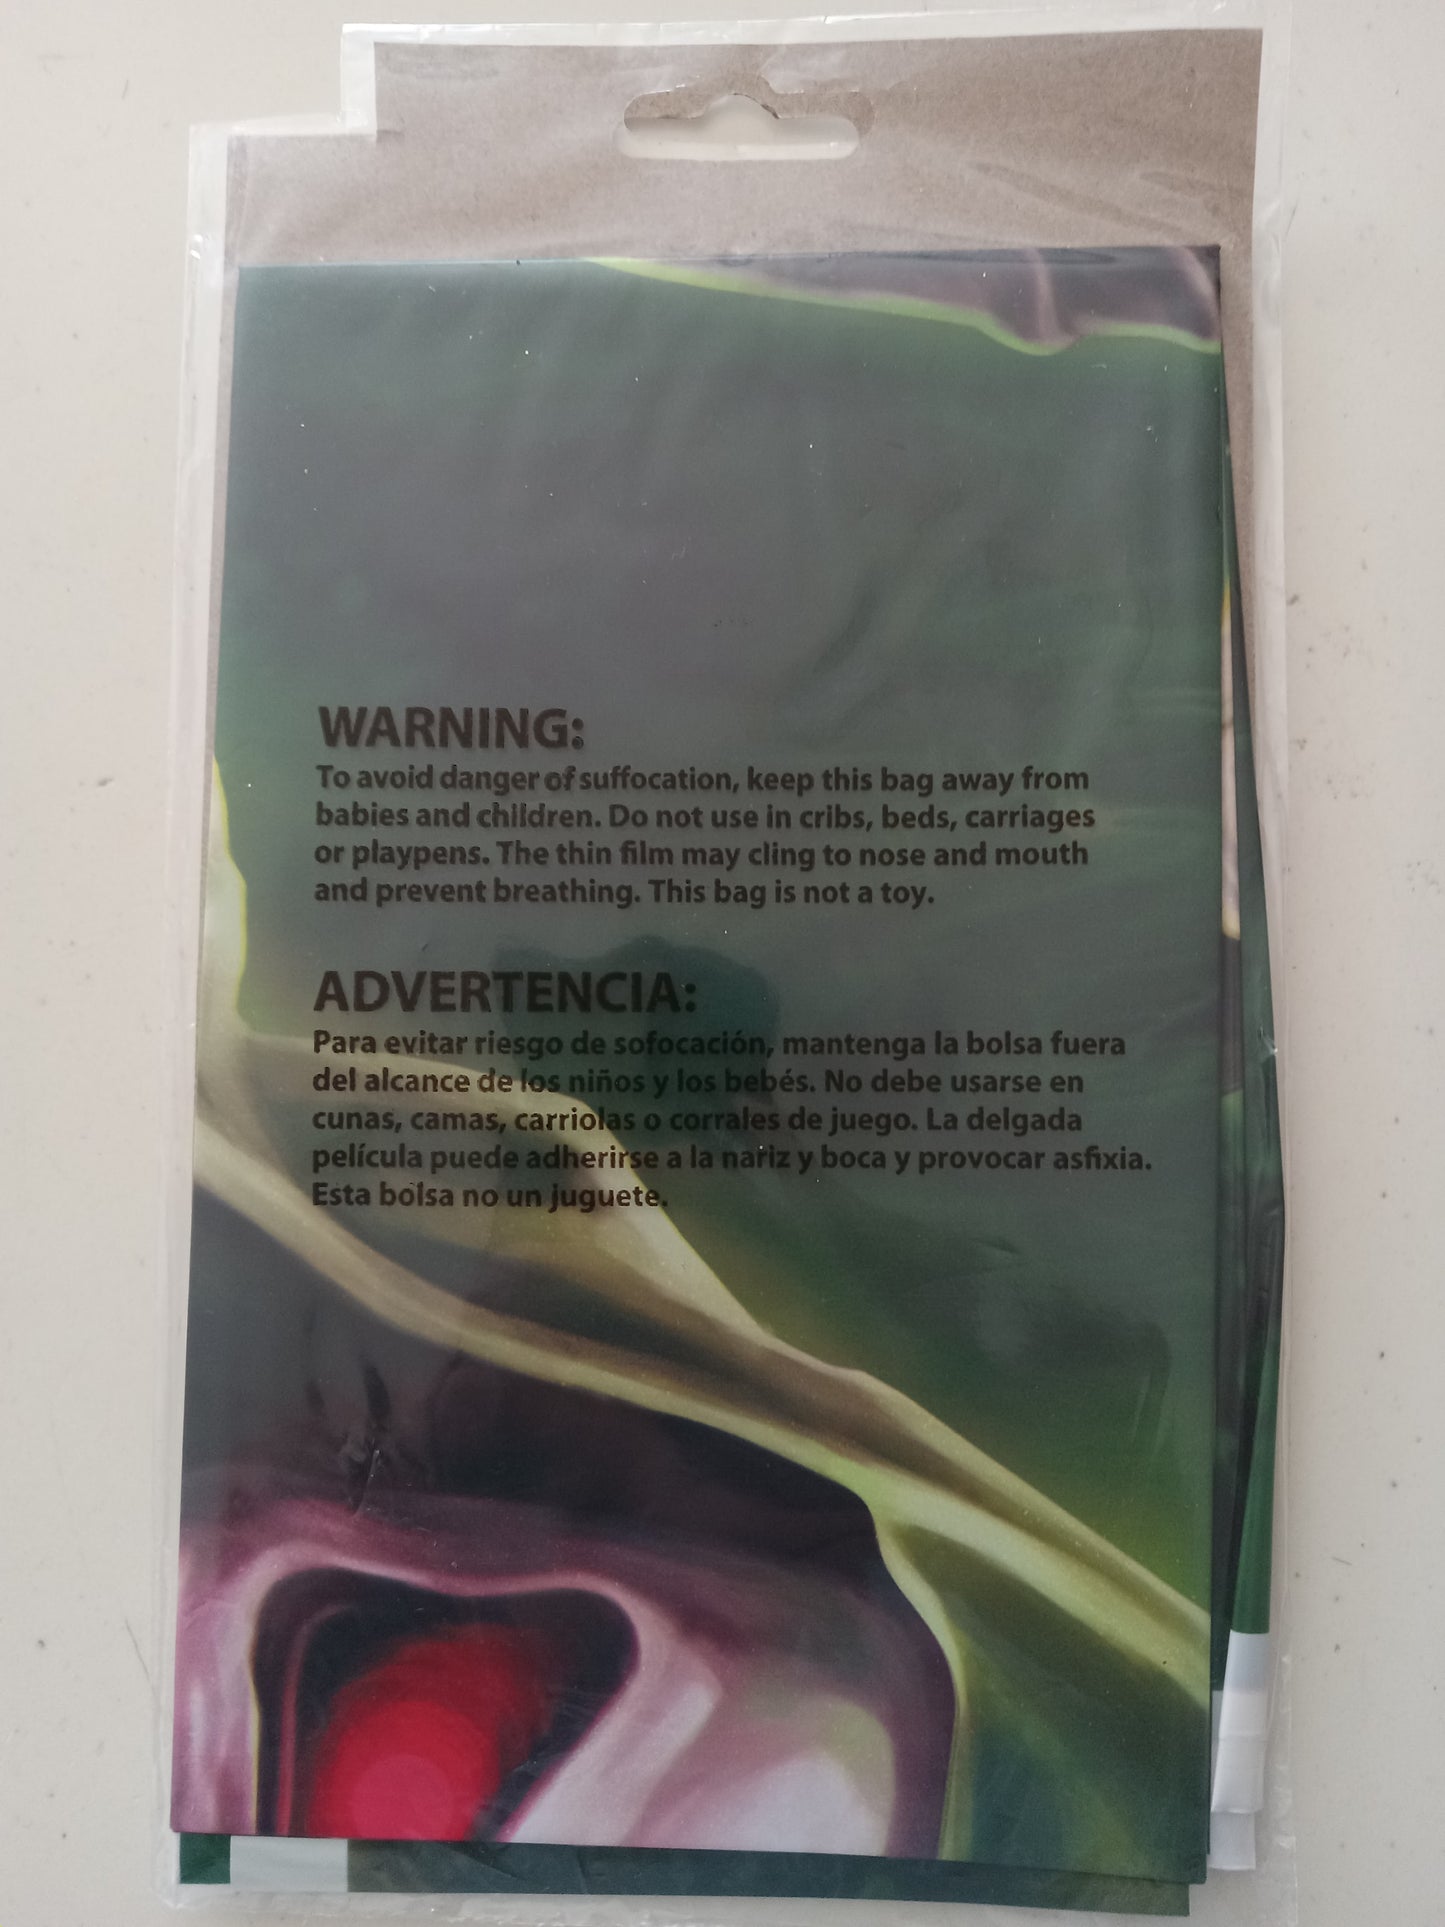 WARNING:
To avoid danger of suffocation, keep this bag away from
babies and children. Do not use in cribs, beds, carriages
or playpens. The thin film may cling to nose and mouth
and prevent breathing. This bag is not a toy.
ADVERTENCIA:
Para evitar riesgo de sofocación, mantenga la bolsa fuera
del alcance de los niños y los bebés. No debe usarse en
cunas, camas, carriolas o corrales de juego. La delgada
película puede adherirse a la nariz y boca y provocar asfixia.
Esta bolsa no un juguete.